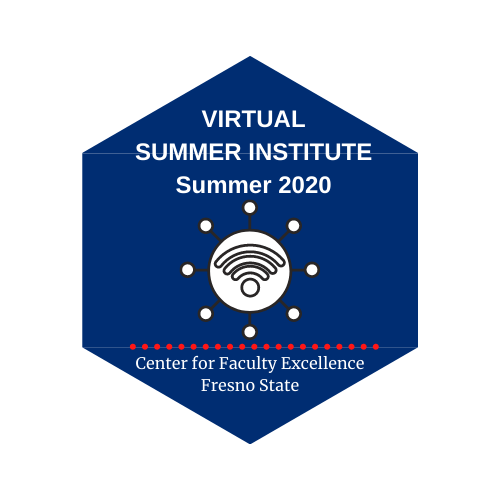 VIRTUAL
SUMMER INSTITUTE
Summer 2020
Center for Faculty Excellence
Fresno State